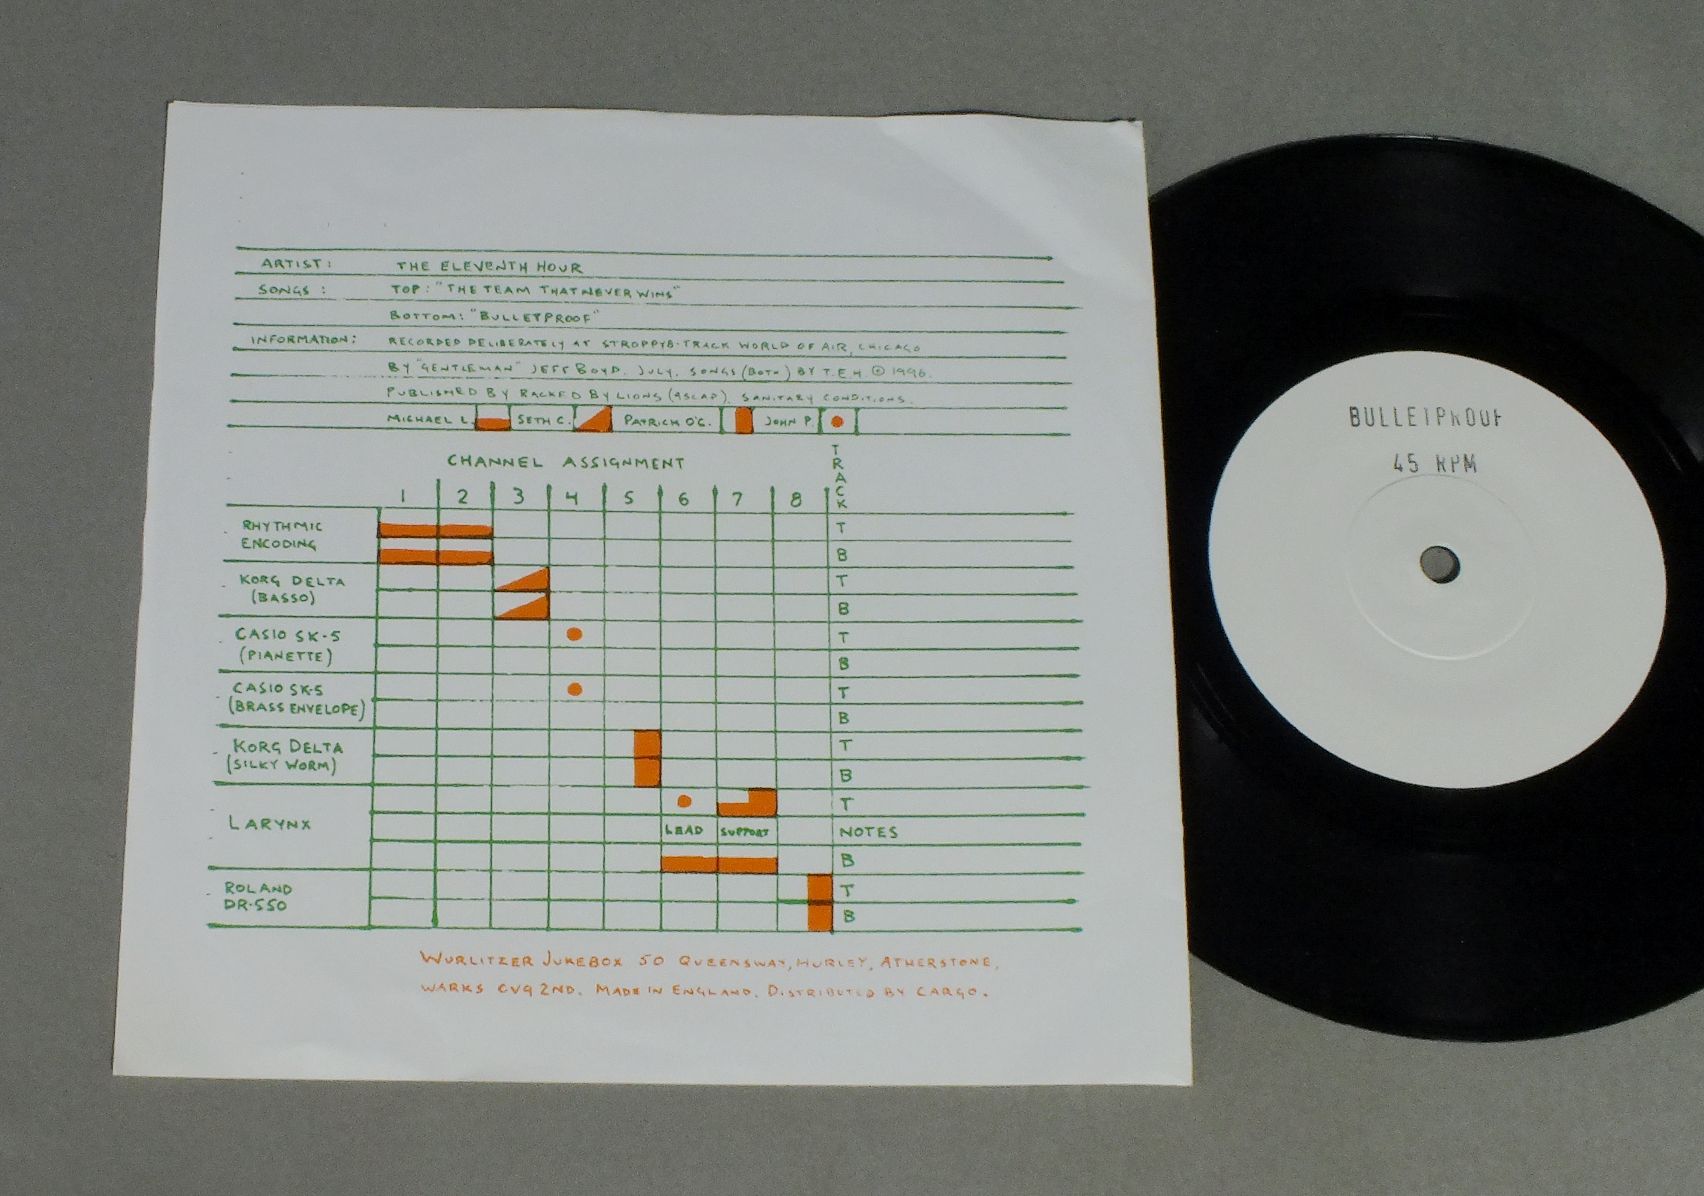 ARTIST: THE ELEVENTH HOUR
SONGS: TOP: "THE TEAM THAT NEVER WINS"
BOTTOM: "BULLETPROOF"
INFORMATION: RECORDED DELIBERATELY AT STROPPY8-TRACK WORLD OF AIR, CHICAGO
BY "GENTLEMAN" JEFF BOYD. JULY. SONGS (BOTH) BY T.E.H. © 1996.
PUBLISHED BY RACKED BY LIONS (ASCAP). SANITARY CONDITIONS.
MICHAEL L. SETH C. PATRICK O'G. JOHN P.
CHANNEL ASSIGNMENT TRACK
1 2 3 4 5 6 7 8
RHYTHMIC T
ENCODING B
KORG DELTA T
(BASSO) B
CASIO SK-5 T
(PIANETTE) B
CASIO SK-5 T
(BRASS ENVELOPE) B
KORG DELTA T
(SILKY WORM) B
T
LARYNX LEAD SUPPORT NOTES
B
ROLAND T
DR-550 B
WURLITZER JUKEBOX 50 QUEENSWAY, HURLEY, ATHERSTONE,
WARKS CV9 2ND. MADE IN ENGLAND. DISTRIBUTED BY CARGO.
BULLETPROOF
45 RPM